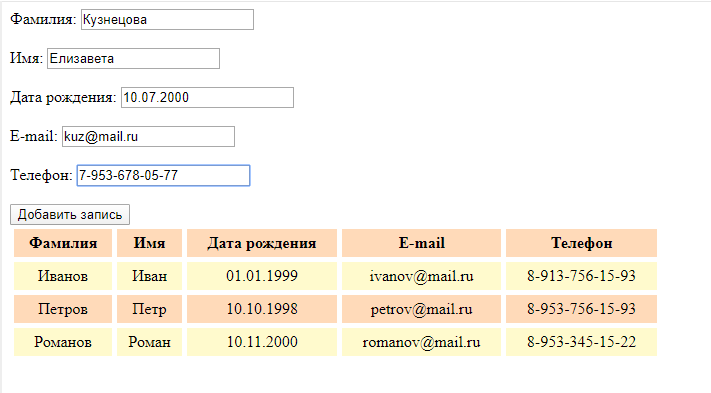 Фамилия: Кузнецова
Имя: Елизавета
Дата рождения: 10.07.2000
E-mail: kuz@mail.ru
Телефон: 7-953-678-05-77
Добавить запись
Фамилия Имя Дата рождения E-mail Телефон
Иванов Иван 01.01.1999 ivanov@mail.ru 8-913-756-15-93
Петров Петр 10.10.1998 petrov@mail.ru 8-953-756-15-93
Романов Роман 10.11.2000 romanov@mail.ru 8-953-345-15-22